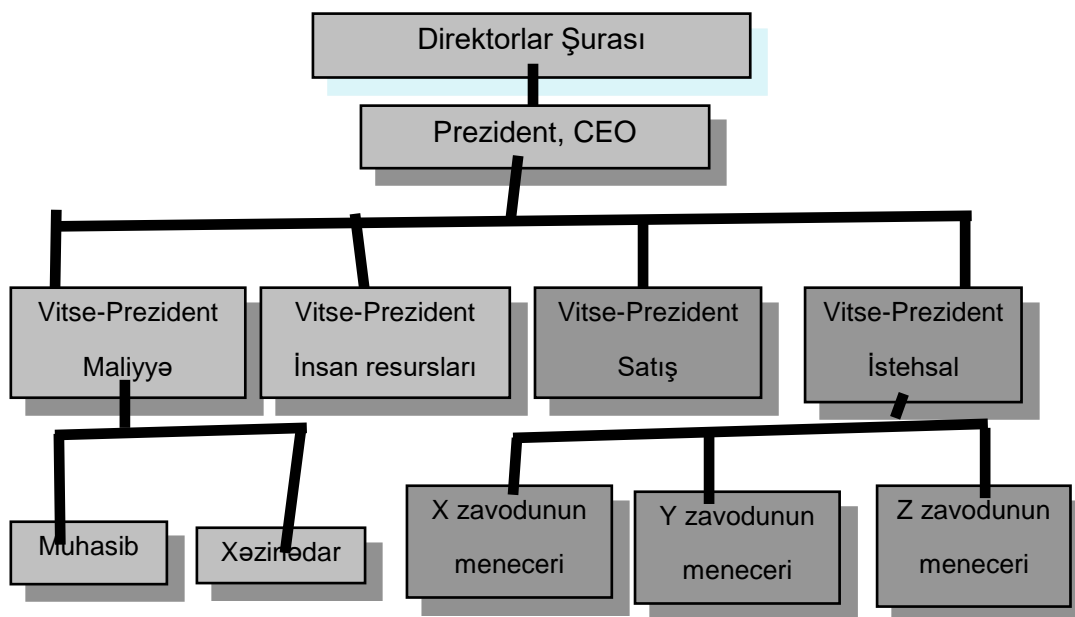 Direktorlar Şurası
Prezident, CEO
Vitse-Prezident
Maliyyə
Vitse-Prezident
İnsan resursları
Vitse-Prezident
Satış
Vitse-Prezident
İstehsal
Muhasib
Xəzinədar
X zavodunun
meneceri
Y zavodunun
meneceri
Z zavodunun
meneceri